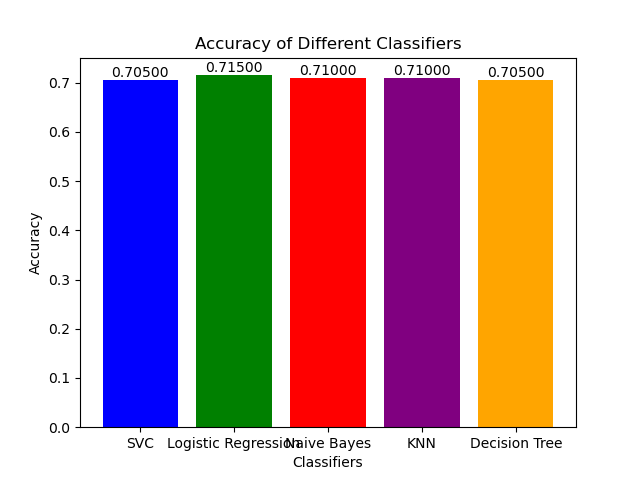 Accuracy of Different Classifiers
0.70500 0.71500 0.71000 0.71000 0.70500
Accuracy
0.7
0.6
0.5
0.4
0.3
0.2
0.1
0.0
SVC Logistic Regression Naive Bayes KNN Decision Tree
Classifiers